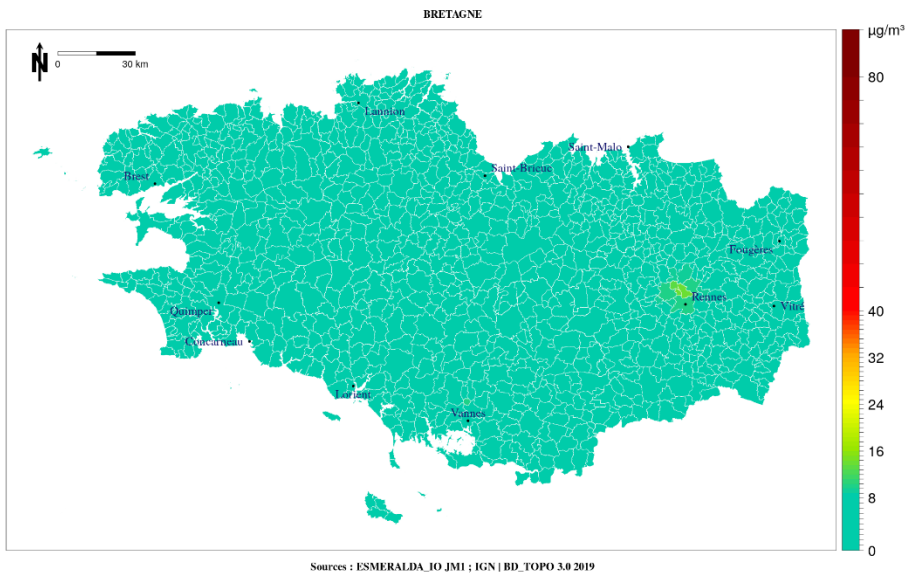 BRETAGNE
µg/m³
N
0 30 km
80
Lannion
Saint-Malo
Saint-Brieuc
Brest
Fougères
Rennes
Vitré
Quimper
40
Concarneau
32
Lorient
24
Vannes
16
8
0
Sources : ESMERALDA_IO JM1 ; IGN | BD_TOPO 3.0 2019